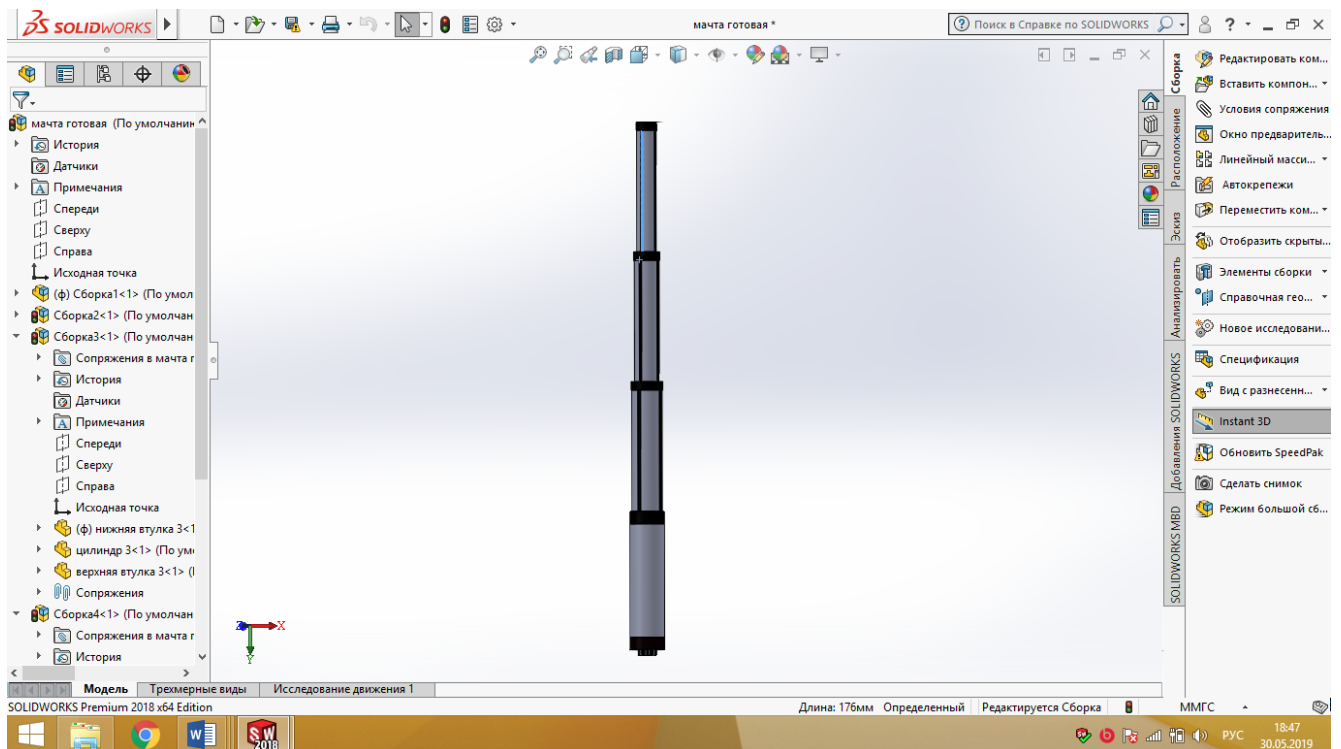 SOLIDWORKS
мачта готовая *
Поиск в Справке по SOLIDWORKS
?
мачта готовая (По умолчани
История
Датчики
Примечания
Спереди
Сверху
Справа
Исходная точка
(ф) Сборка1<1> (По умол
Сборка2<1> (По умолчан
Сборка3<1> (По умолчан
Сопряжения в мачта г
История
Датчики
Примечания
Спереди
Сверху
Справа
Исходная точка
(ф) нижняя втулка 3<1
цилиндр 3<1> (По ум
верхняя втулка 3<1> (
Сопряжения
Сборка4<1> (По умолчан
Сопряжения в мачта г
История
Z X
Y
Сборка
Расположение
Эскиз
Анализировать
Добавления SOLIDWORKS
SOLIDWORKS MBD
Редактировать ком...
Вставить компон...
Условия сопряжения
Окно предваритель...
Линейный масси...
Автокрепежи
Переместить ком...
Отобразить скрыты...
Элементы сборки
Справочная гео...
Новое исследовани...
Спецификация
Вид с разнесенн...
Instant 3D
Обновить SpeedPak
Сделать снимок
Режим большой сб...
Модель Трехмерные виды Исследование движения 1
SOLIDWORKS Premium 2018 x64 Edition Длина: 176мм Определенный Редактируется Сборка ММГС
SW 2018
РУС
18:47
30.05.2019